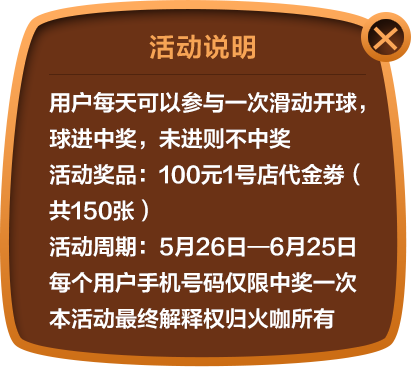 活动说明
用户每天可以参与一次滑动开球，
球进中奖，未进则不中奖
活动奖品：100元1号店代金券（
共150张）
活动周期：5月26日—6月25日
每个用户手机号码仅限中奖一次
本活动最终解释权归火咖所有